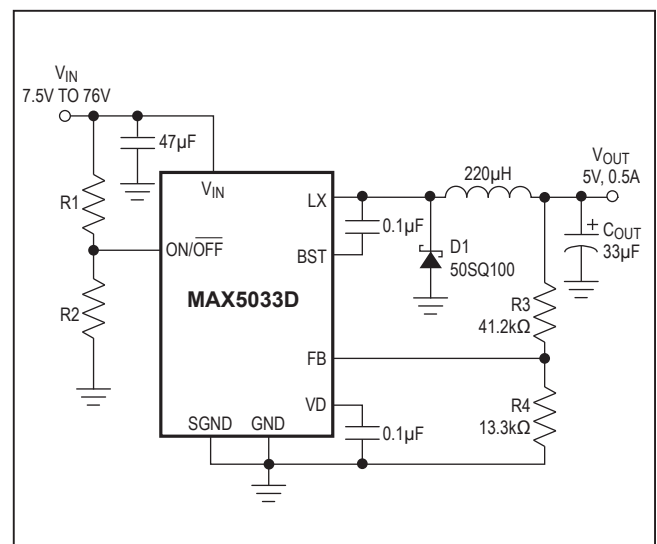 VIN
7.5V TO 76V
47µF
R1
R2
VIN
ON/OFF
MAX5033D
SGND GND
LX
BST
FB
VD
0.1µF
0.1µF
220µH
D1
50SQ100
VOUT
5V, 0.5A
+
COUT
33µF
R3
41.2kΩ
R4
13.3kΩ